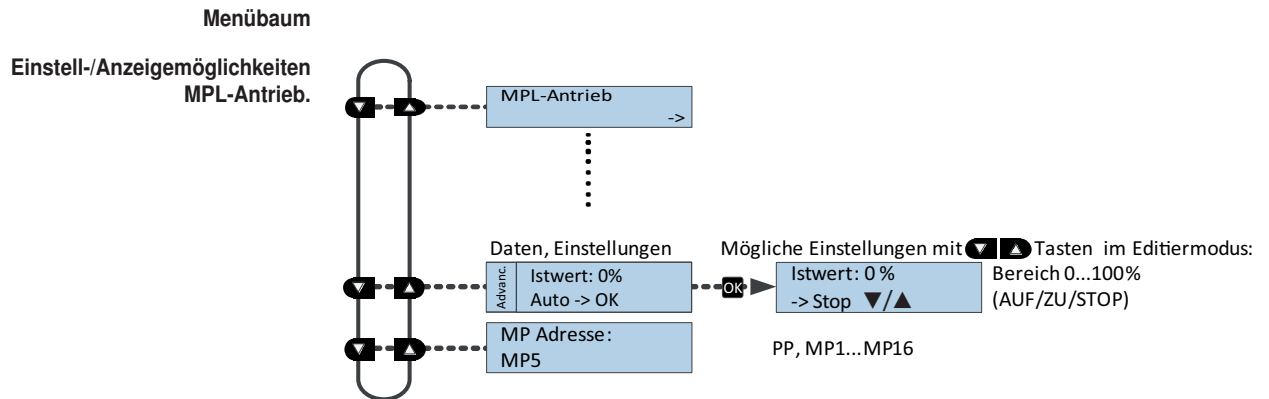 Menübaum
Einstell-/Anzeigemöglichkeiten
MPL-Antrieb.
MPL-Antrieb
->
Daten, Einstellungen
Mögliche Einstellungen mit ▽ △ Tasten im Editiermodus:
Advanc.
Istwert: 0%
Auto -> OK
OK
Istwert: 0 %
-> Stop ▼/▲
Bereich 0...100%
(AUF/ZU/STOP)
MP Adresse:
MP5
PP, MP1...MP16